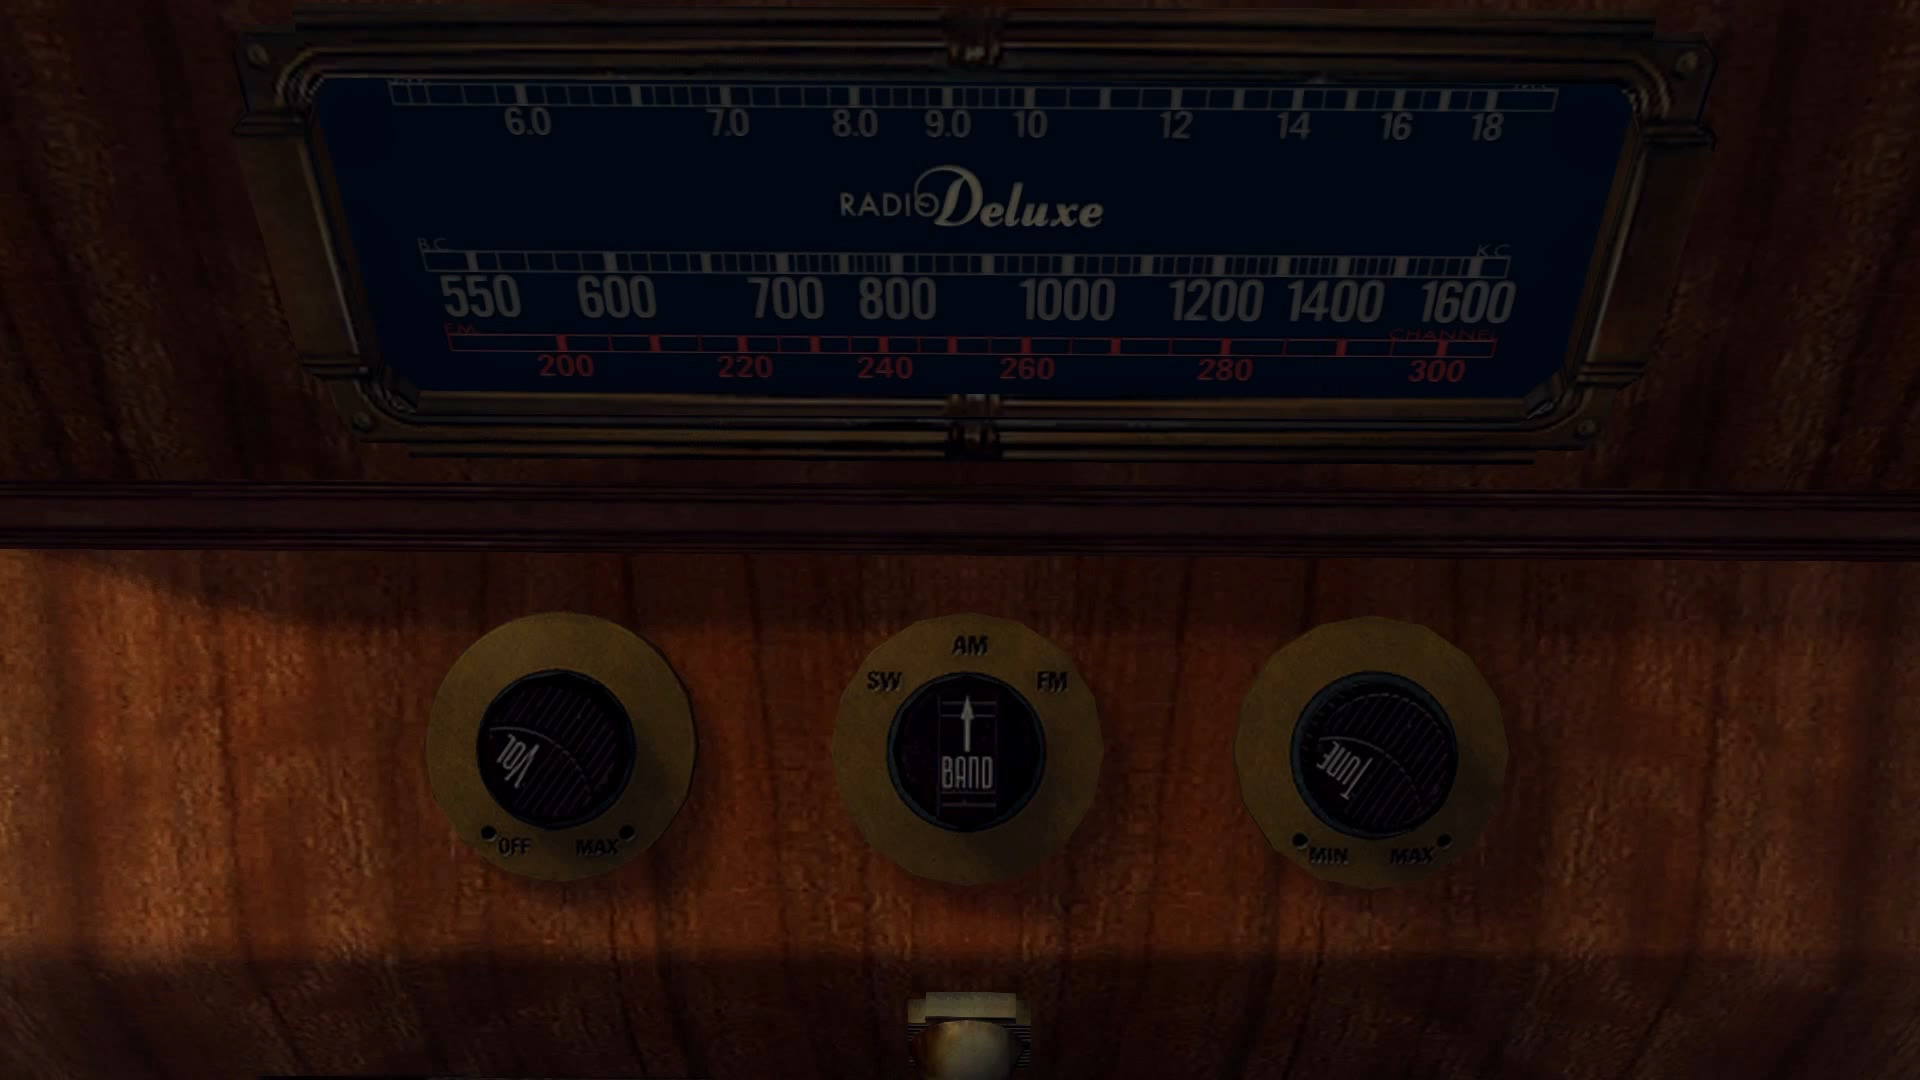 6.0 7.0 8.0 9.0 10 12 14 16 18
RADIO Deluxe
B.C. K.C.
550 600 700 800 1000 1200 1400 1600
FM CHANNEL
200 220 240 260 280 300
AM
SW FM
BAND
VOL
TUNE
OFF MAX
MIN MAX